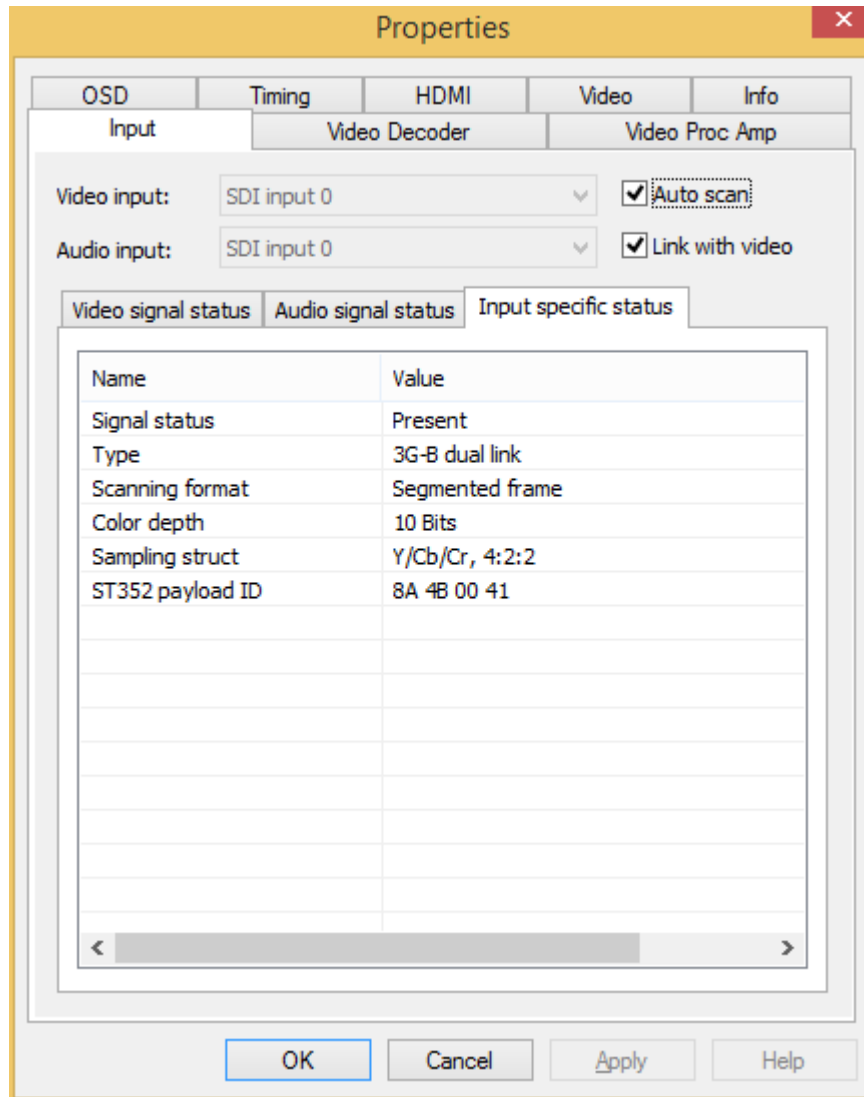 Properties
OSD Timing HDMI Video Info
Input Video Decoder Video Proc Amp
Video input: SDI input 0 Auto scan
Audio input: SDI input 0 Link with video
Video signal status Audio signal status Input specific status
Name Value
Signal status Present
Type 3G-B dual link
Scanning format Segmented frame
Color depth 10 Bits
Sampling struct Y/Cb/Cr, 4:2:2
ST352 payload ID 8A 4B 00 41
OK Cancel Apply Help